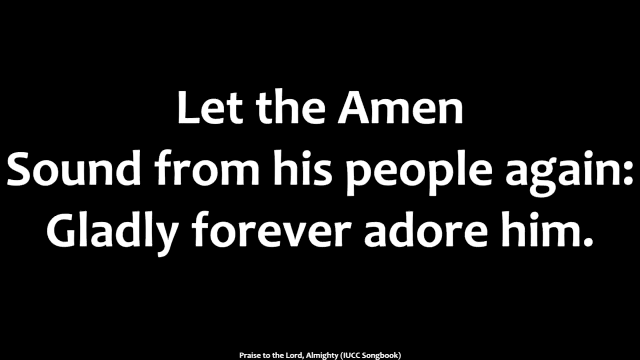 Let the Amen
Sound from his people again:
Gladly forever adore him.
Praise to the Lord, Almighty (IUCC Songbook)